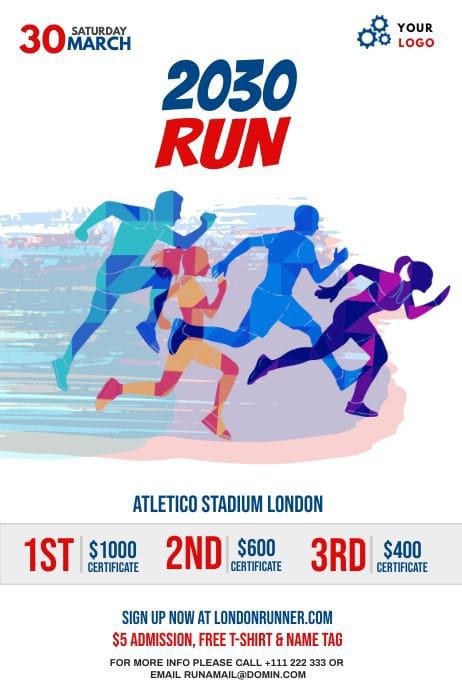 30 SATURDAY
MARCH
YOUR
LOGO
2030
RUN
ATLETICO STADIUM LONDON
1ST $1000
CERTIFICATE
2ND $600
CERTIFICATE
3RD $400
CERTIFICATE
SIGN UP NOW AT LONDONRUNNER.COM
$5 ADMISSION, FREE T-SHIRT & NAME TAG
FOR MORE INFO PLEASE CALL +111 222 333 OR
EMAIL RUNAMAIL@DOMIN.COM